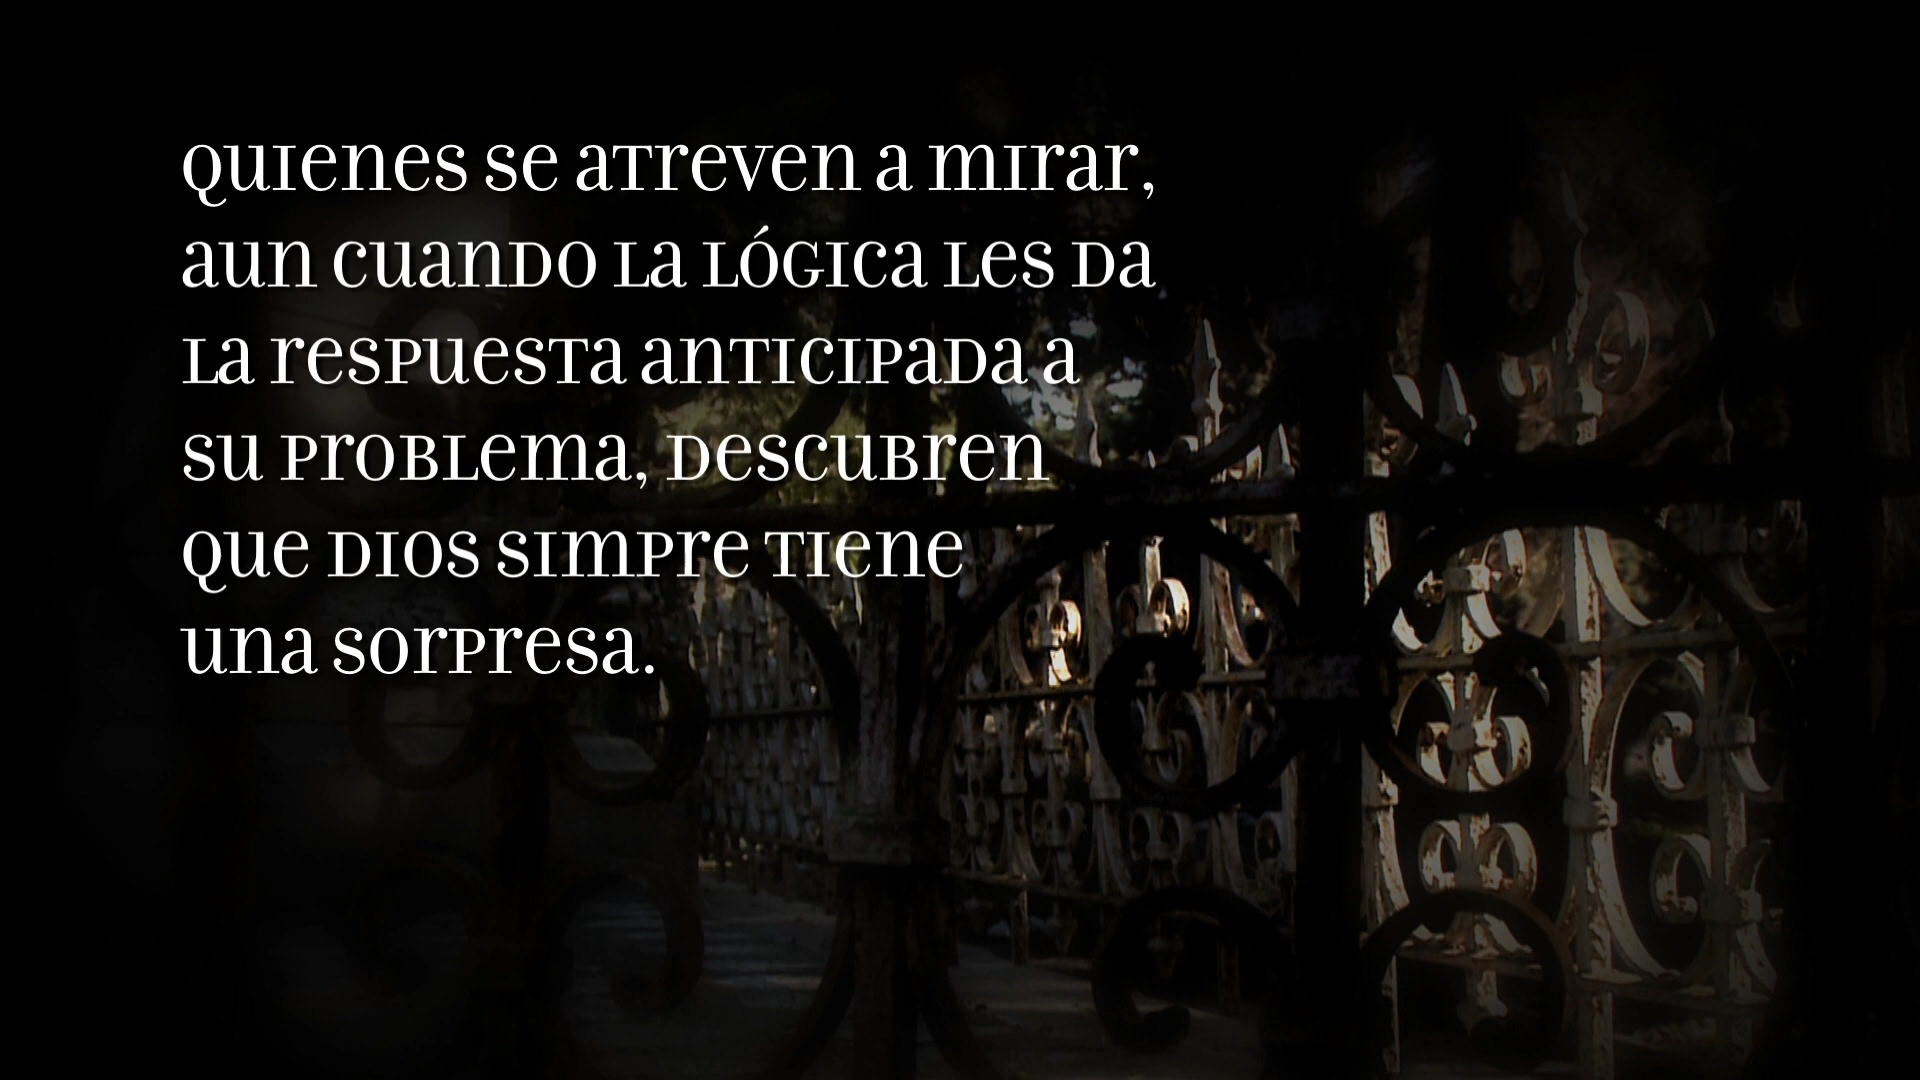 Quienes se atreven a mirar,
aun cuando la lógica les da
la respuesta anticipada a
su problema, descubren
que Dios simpre tiene
una sorpresa.